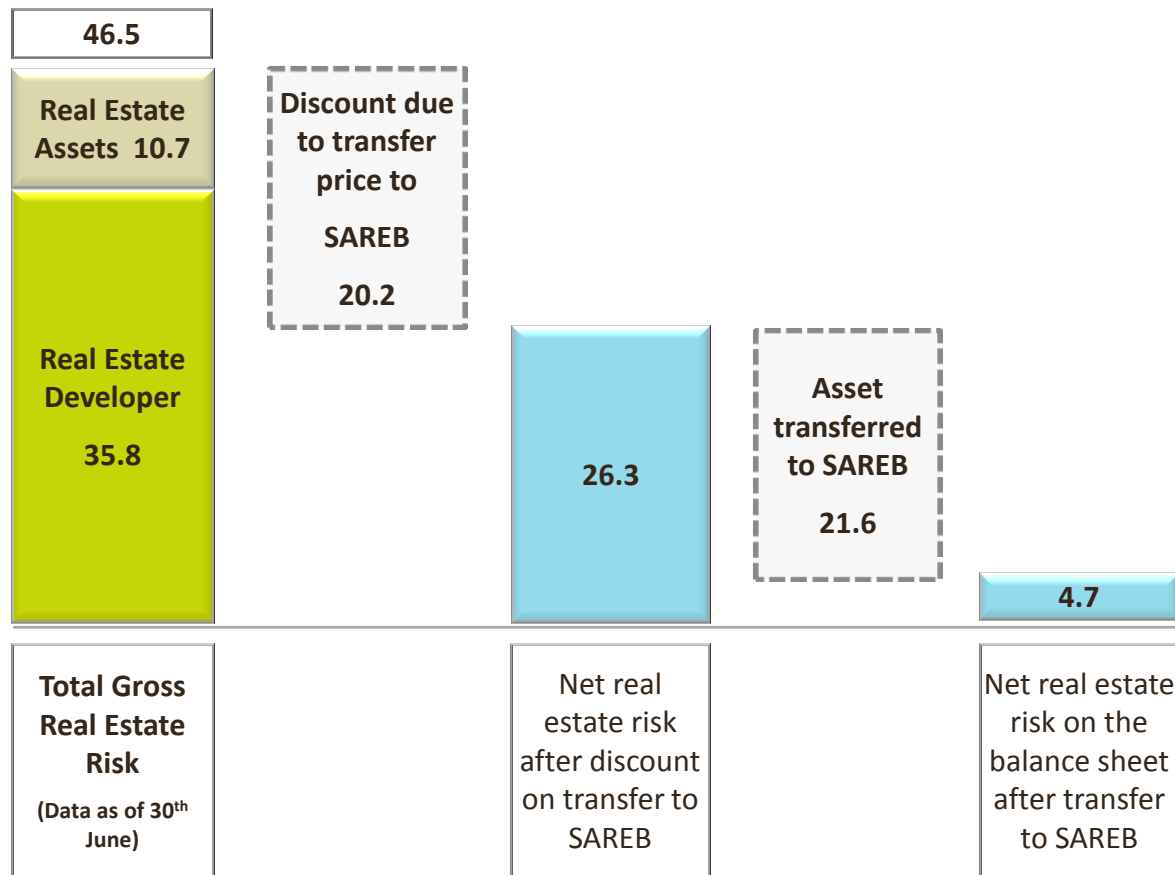 46.5
Real Estate
Assets 10.7
Real Estate
Developer
35.8
Discount due
to transfer
price to
SAREB
20.2
26.3
Asset
transferred
to SAREB
21.6
4.7
Total Gross
Real Estate
Risk
(Data as of 30th
June)
Net real
estate risk
after discount
on transfer to
SAREB
Net real estate
risk on the
balance sheet
after transfer
to SAREB